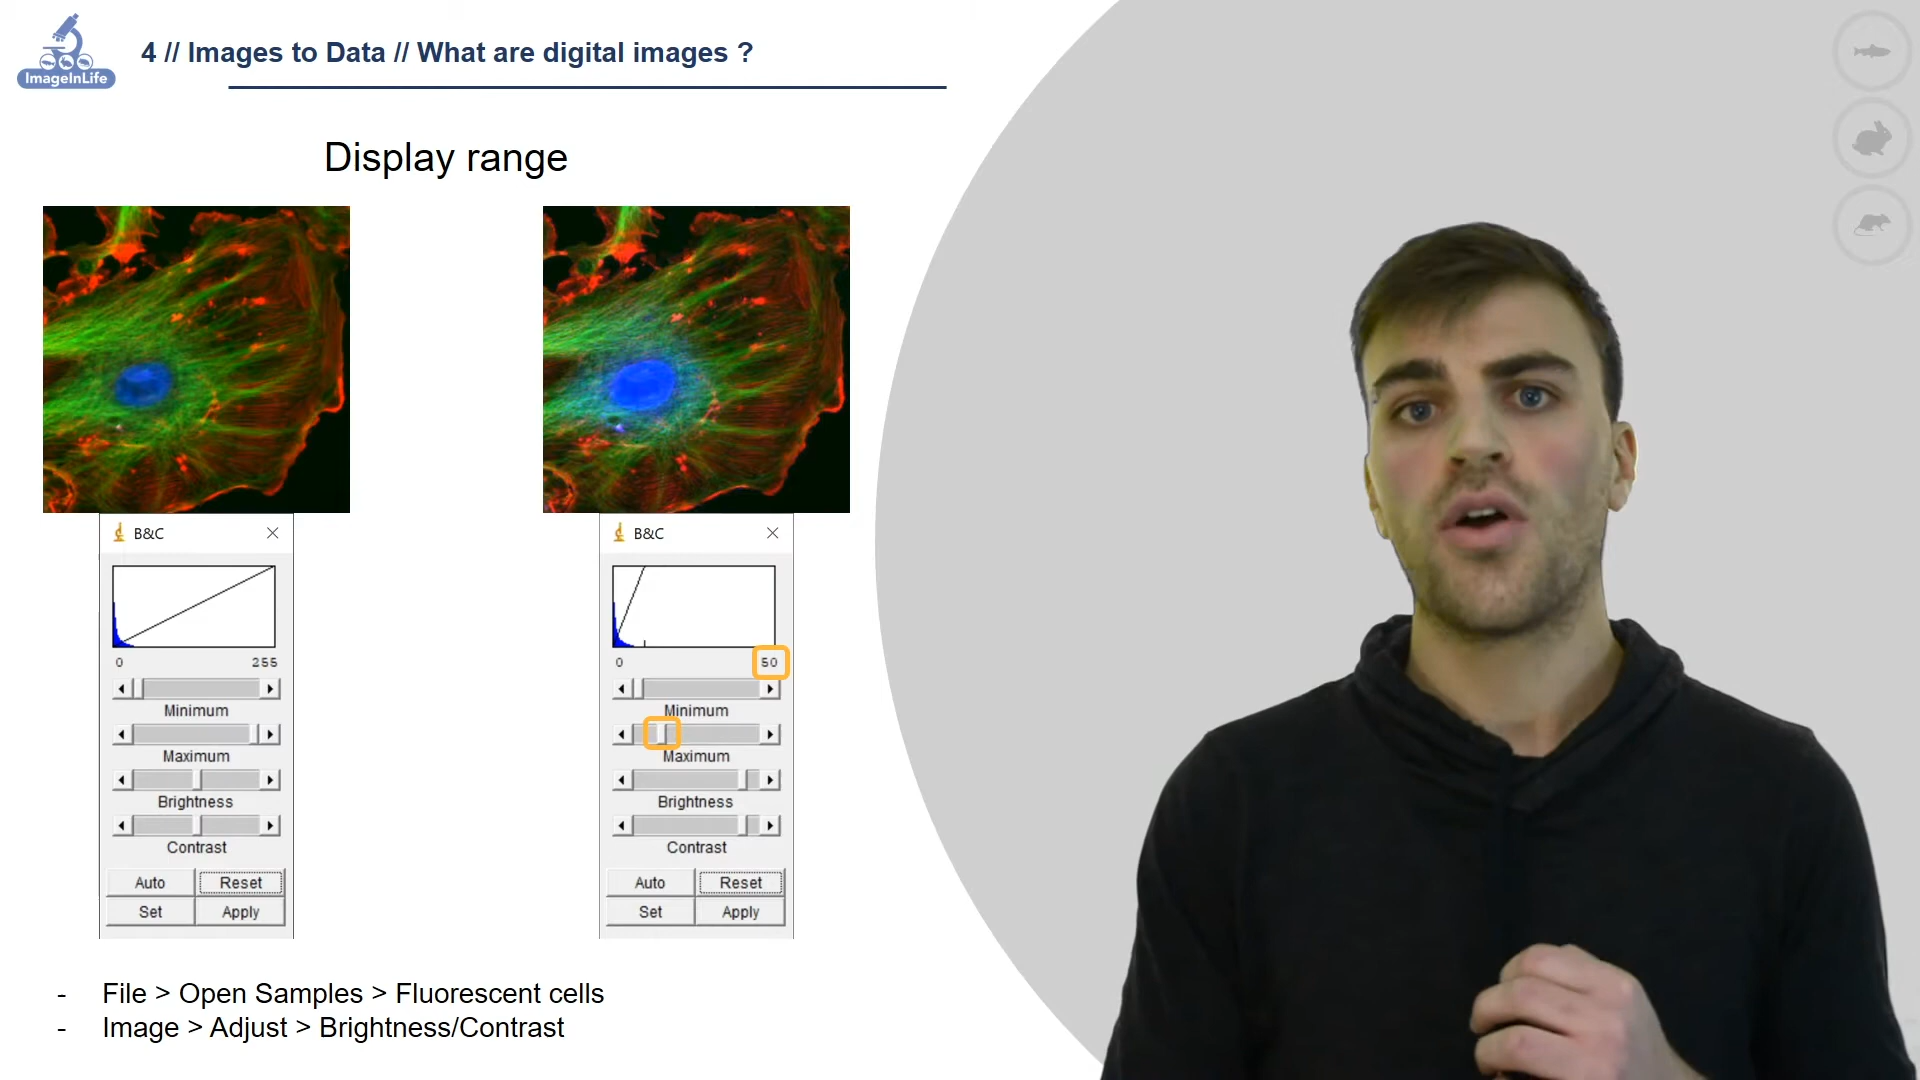 ImageInLife
4 // Images to Data // What are digital images ?
Display range
B&C
0 255
Minimum
Maximum
Brightness
Contrast
Auto Reset
Set Apply
B&C
0 50
Minimum
Maximum
Brightness
Contrast
Auto Reset
Set Apply
- File > Open Samples > Fluorescent cells
- Image > Adjust > Brightness/Contrast